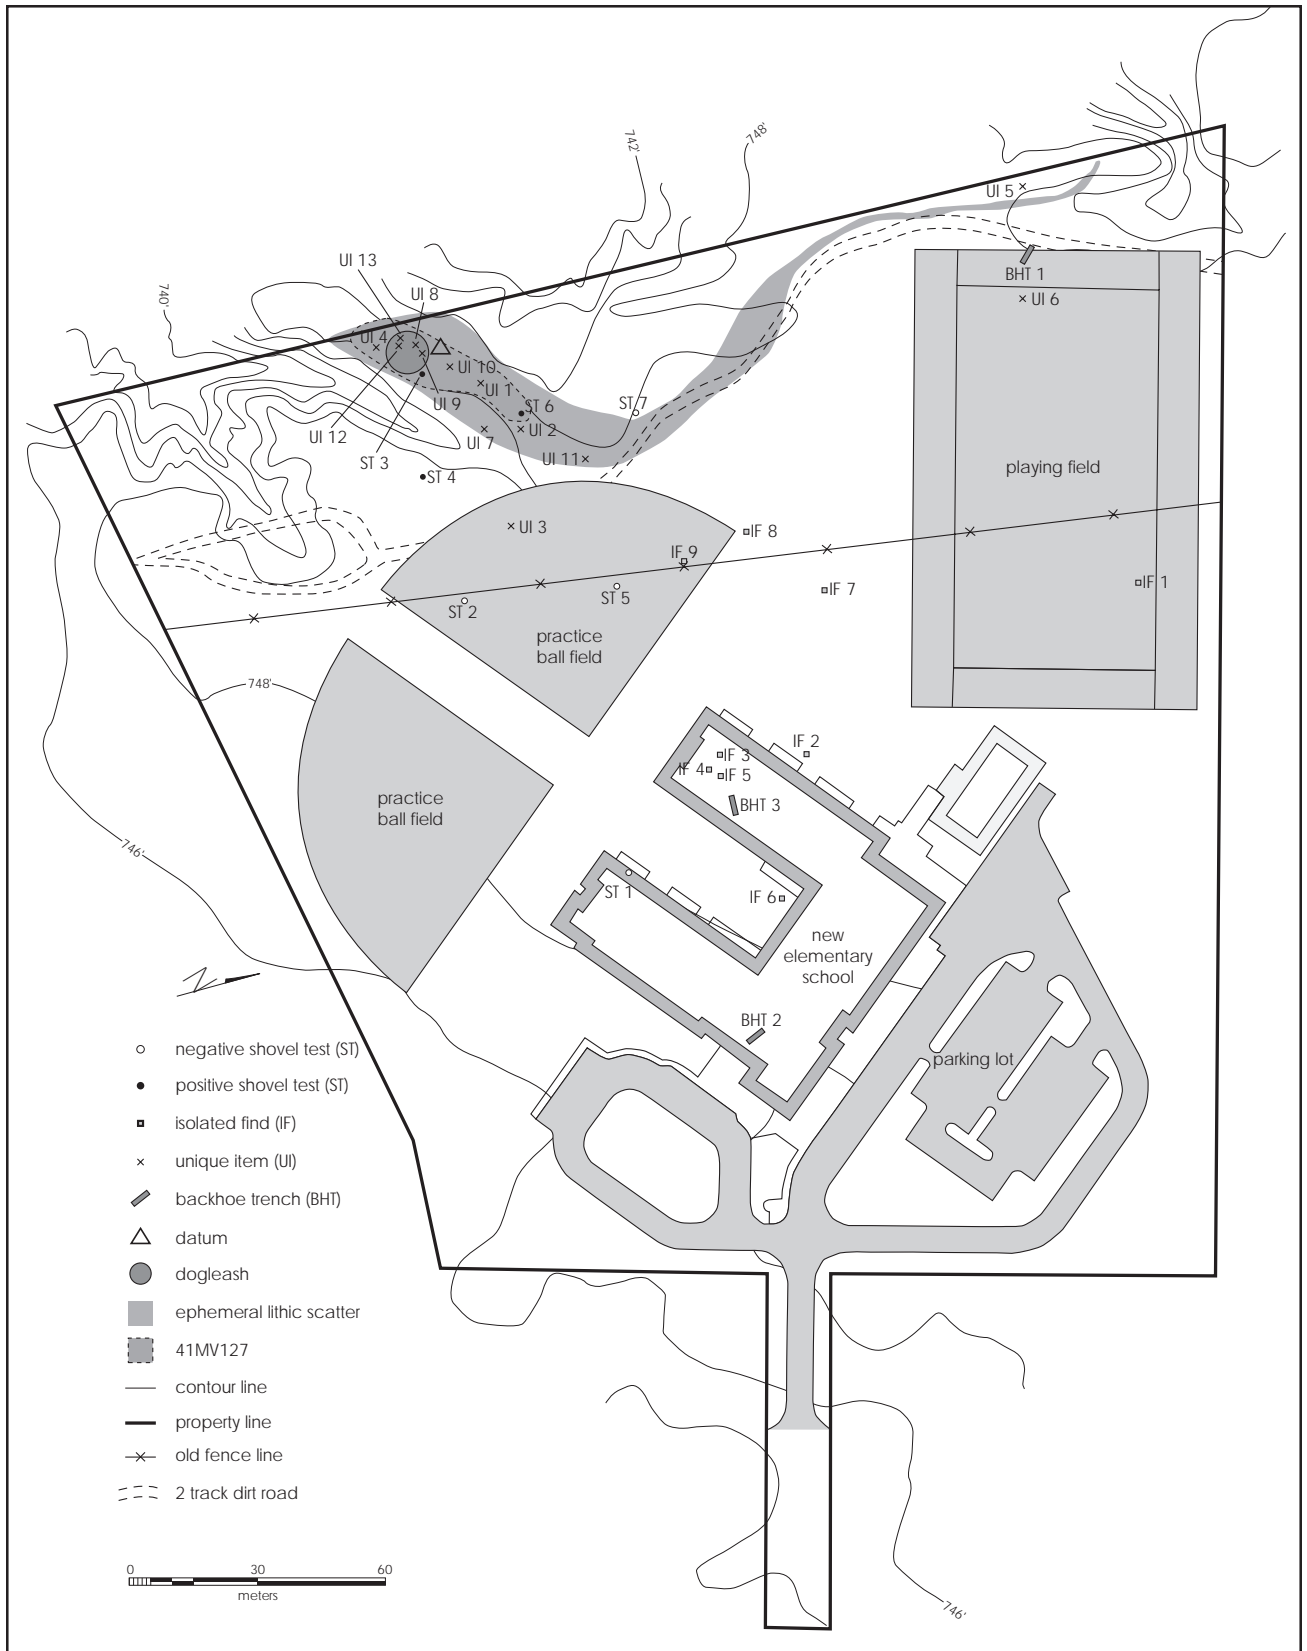 742'
748'
UI 5
UI 13
UI 8
BHT 1
740'
UI 6
UI 4
UI 10
UI 1
UI 9
ST 6
ST 7
UI 12
UI 7
UI 2
ST 3
UI 11
ST 4
playing field
UI 3
IF 8
IF 9
IF 1
IF 7
ST 2
ST 5
practice
ball field
748'
IF 2
IF 3
IF 4
IF 5
BHT 3
practice
ball field
746'
ST 1
IF 6
new
elementary
school
N
BHT 2
parking lot
negative shovel test (ST)
positive shovel test (ST)
isolated find (IF)
unique item (UI)
backhoe trench (BHT)
datum
dogleash
ephemeral lithic scatter
41MV127
contour line
property line
old fence line
2 track dirt road
0 30 60
meters
746'